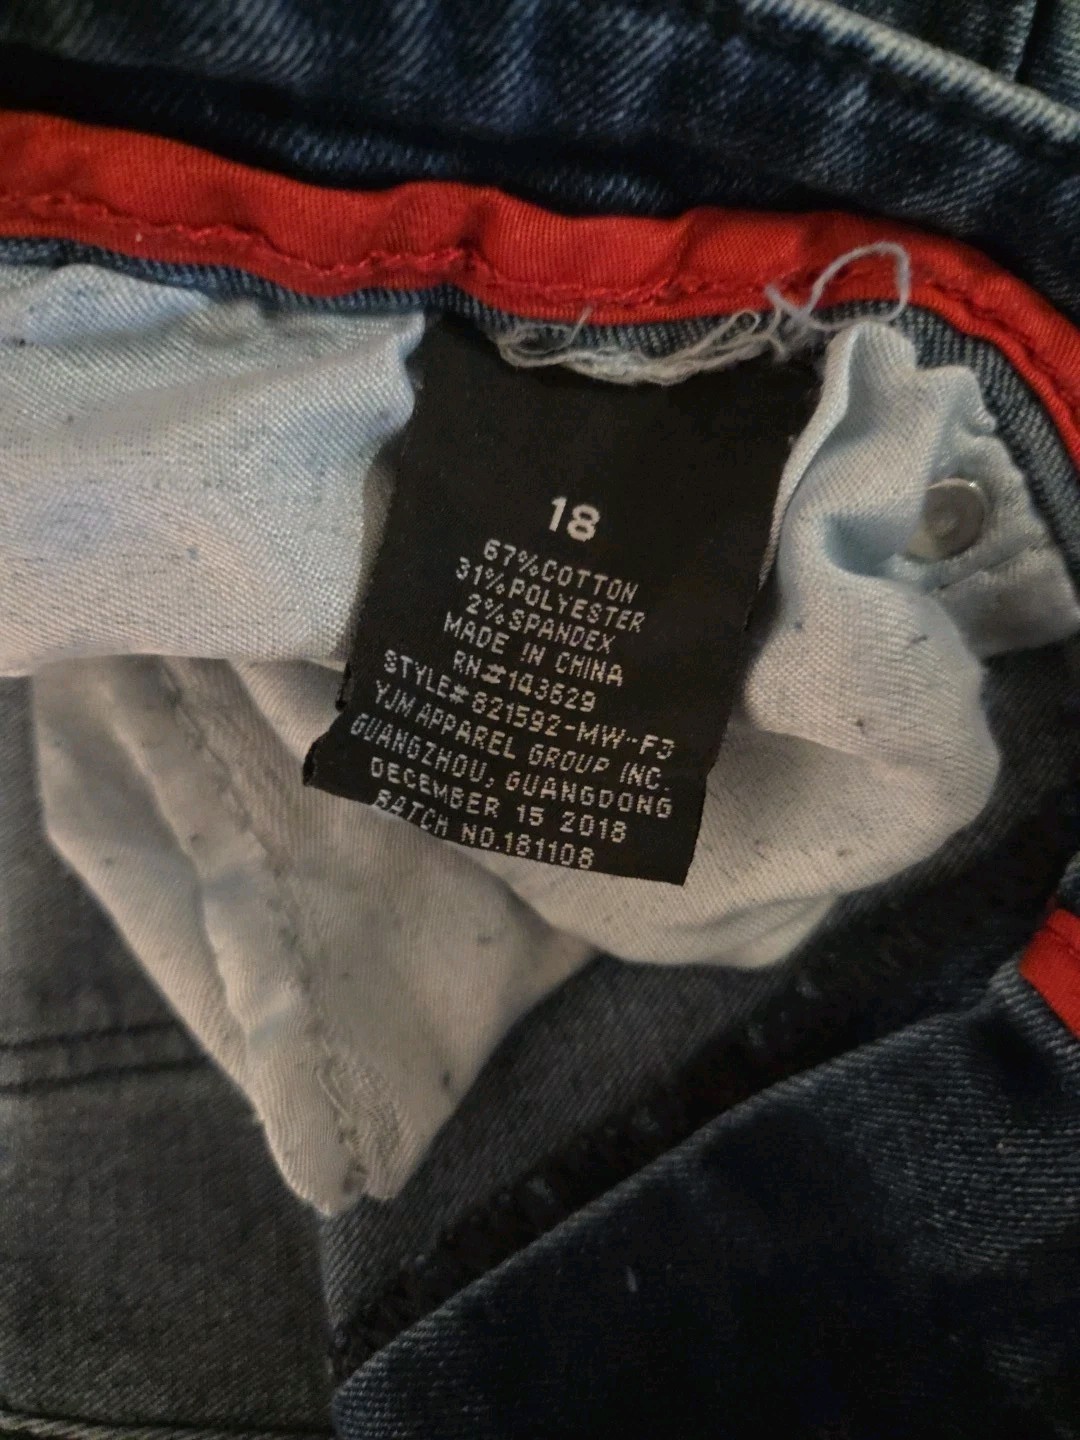 18
67%COTTON
31%POLYESTER
2%SPANDEX
MADE IN CHINA
RN#143629
STYLE#821592-MW-F3
YJM APPAREL GROUP INC.
GUANGZHOU, GUANGDONG
DECEMBER 15 2018
BATCH NO.181108